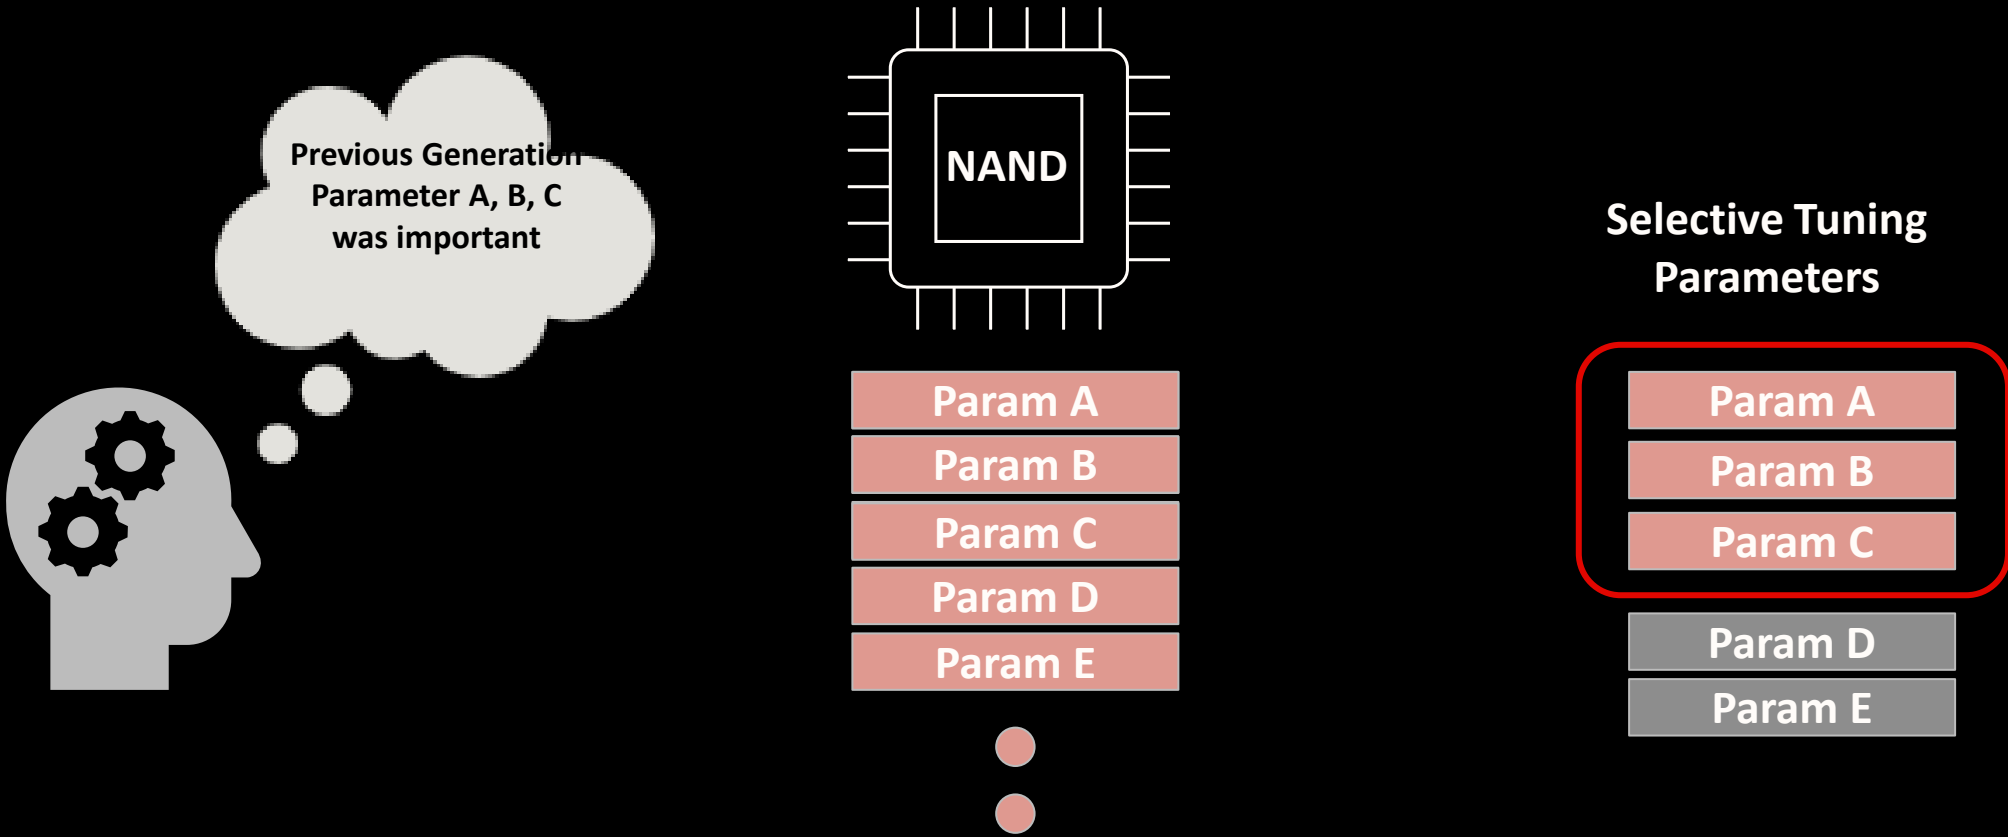 Previous Generation
Parameter A, B, C
was important
NAND
Param A
Param B
Param C
Param D
Param E
Selective Tuning
Parameters
Param A
Param B
Param C
Param D
Param E